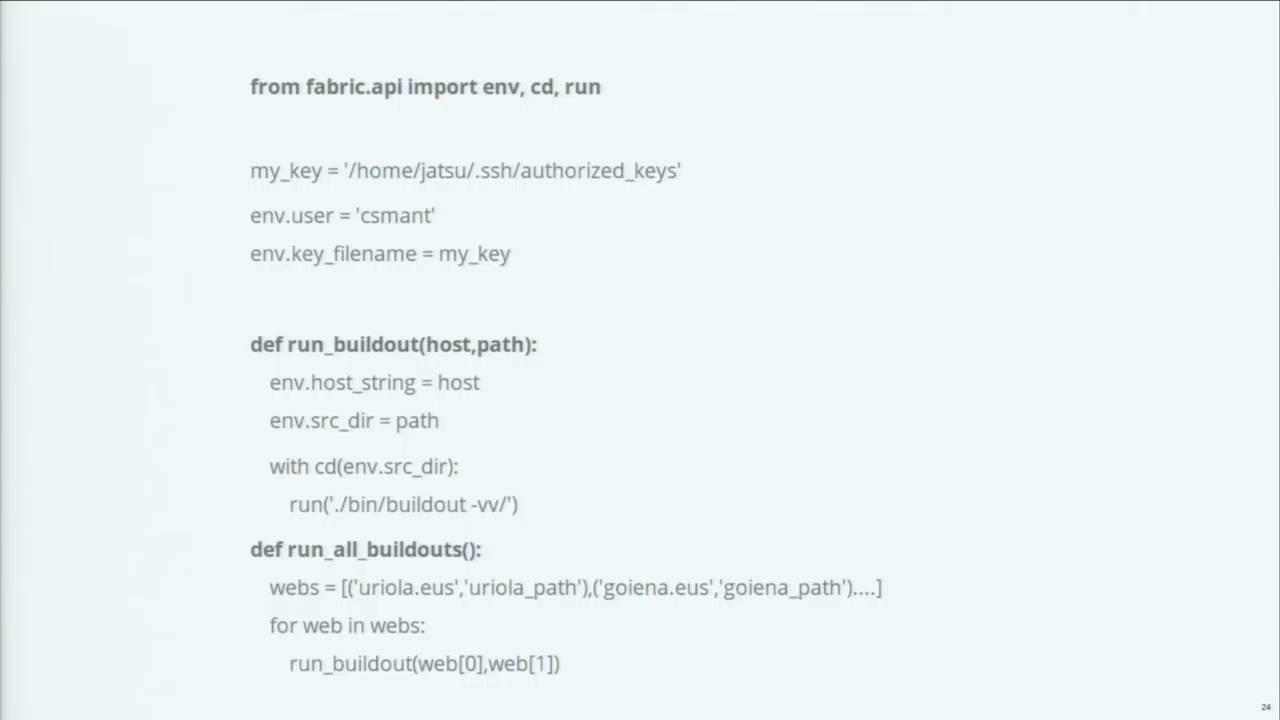 from fabric.api import env, cd, run
my_key = '/home/jatsu/.ssh/authorized_keys'
env.user = 'csmant'
env.key_filename = my_key
def run_buildout(host,path):
env.host_string = host
env.src_dir = path
with cd(env.src_dir):
run('./bin/buildout -vv/')
def run_all_buildouts():
webs = [('uriola.eus','uriola_path'),('goiena.eus','goiena_path')....]
for web in webs:
run_buildout(web[0],web[1])
24